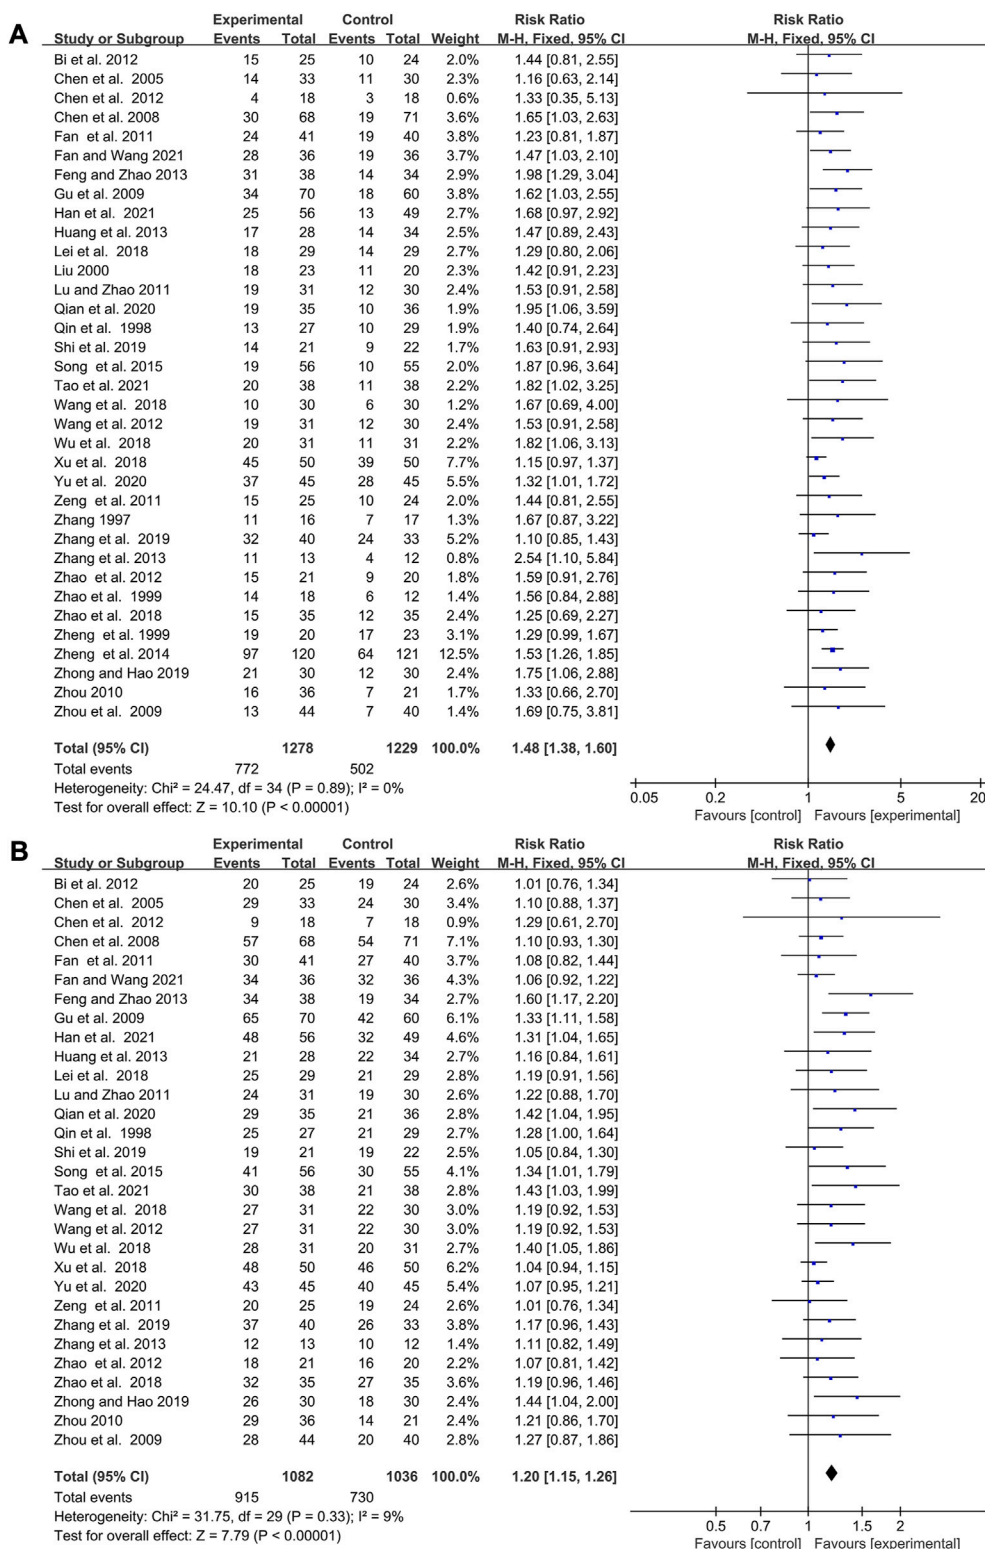 A
Experimental Control Risk Ratio Risk Ratio
Study or Subgroup Events Total Events Total Weight M-H, Fixed, 95% CI M-H, Fixed, 95% CI
Bi et al. 2012 15 25 10 24 2.0% 1.44 [0.81, 2.55]
Chen et al. 2005 14 33 11 30 2.2% 1.16 [0.63, 2.14]
Chen et al. 2012 4 18 3 18 0.6% 1.33 [0.35, 5.13]
Chen et al. 2008 30 68 19 71 3.6% 1.65 [1.03, 2.63]
Fan et al. 2011 24 41 19 40 3.8% 1.23 [0.81, 1.87]
Fan and Wang 2021 28 36 19 36 3.7% 1.47 [1.03, 2.10]
Feng and Zhao 2013 31 38 14 34 2.9% 1.98 [1.29, 3.04]
Gu et al. 2009 34 70 18 60 3.8% 1.62 [1.03, 2.55]
Han et al. 2021 25 56 13 49 2.7% 1.68 [0.97, 2.92]
Huang et al. 2013 17 28 14 34 2.5% 1.47 [0.89, 2.43]
Lei et al. 2018 18 29 14 29 2.7% 1.29 [0.80, 2.06]
Liu 2000 18 23 11 20 2.3% 1.42 [0.91, 2.23]
Lu and Zhao 2011 19 31 12 30 2.4% 1.53 [0.91, 2.58]
Qian et al. 2020 19 35 10 36 1.9% 1.95 [1.06, 3.59]
Qin et al. 1998 13 27 10 29 1.9% 1.40 [0.74, 2.64]
Shi et al. 2019 14 21 9 22 1.7% 1.63 [0.91, 2.93]
Song et al. 2015 19 56 10 55 2.0% 1.87 [0.96, 3.64]
Tao et al. 2021 20 38 11 38 2.2% 1.82 [1.02, 3.25]
Wang et al. 2018 10 30 6 30 1.2% 1.67 [0.69, 4.00]
Wang et al. 2012 19 31 12 30 2.4% 1.53 [0.91, 2.58]
Wu et al. 2018 20 31 11 31 2.2% 1.82 [1.06, 3.13]
Xu et al. 2018 45 50 39 50 7.7% 1.15 [0.97, 1.37]
Yu et al. 2020 37 45 28 45 5.5% 1.32 [1.01, 1.72]
Zeng et al. 2011 15 25 10 24 2.0% 1.44 [0.81, 2.55]
Zhang 1997 11 16 7 17 1.3% 1.67 [0.87, 3.22]
Zhang et al. 2019 32 40 24 33 5.2% 1.10 [0.85, 1.43]
Zhang et al. 2013 11 13 4 12 0.8% 2.54 [1.10, 5.84]
Zhao et al. 2012 15 21 9 20 1.8% 1.59 [0.91, 2.76]
Zhao et al. 1999 14 18 6 12 1.4% 1.56 [0.84, 2.88]
Zhao et al. 2018 15 35 12 35 2.4% 1.25 [0.69, 2.27]
Zheng et al. 1999 19 20 17 23 3.1% 1.29 [0.99, 1.67]
Zheng et al. 2014 97 120 64 121 12.5% 1.53 [1.26, 1.85]
Zhong and Hao 2019 21 30 12 30 2.4% 1.75 [1.06, 2.88]
Zhou 2010 16 36 7 21 1.7% 1.33 [0.66, 2.70]
Zhou et al. 2009 13 44 7 40 1.4% 1.69 [0.75, 3.81]
Total (95% CI) 1278 1229 100.0% 1.48 [1.38, 1.60]
Total events 772 502
Heterogeneity: Chi² = 24.47, df = 34 (P = 0.89); I² = 0%
Test for overall effect: Z = 10.10 (P < 0.00001)
0.05 0.2 1 5 20
Favours [control] Favours [experimental]
B
Experimental Control Risk Ratio Risk Ratio
Study or Subgroup Events Total Events Total Weight M-H, Fixed, 95% CI M-H, Fixed, 95% CI
Bi et al. 2012 20 25 19 24 2.6% 1.01 [0.76, 1.34]
Chen et al. 2005 29 33 24 30 3.4% 1.10 [0.88, 1.37]
Chen et al. 2012 9 18 7 18 0.9% 1.29 [0.61, 2.70]
Chen et al. 2008 57 68 54 71 7.1% 1.10 [0.93, 1.30]
Fan et al. 2011 30 41 27 40 3.7% 1.08 [0.82, 1.44]
Fan and Wang 2021 34 36 32 36 4.3% 1.06 [0.92, 1.22]
Feng and Zhao 2013 34 38 19 34 2.7% 1.60 [1.17, 2.20]
Gu et al. 2009 65 70 42 60 6.1% 1.33 [1.11, 1.58]
Han et al. 2021 48 56 32 49 4.6% 1.31 [1.04, 1.65]
Huang et al. 2013 21 28 22 34 2.7% 1.16 [0.84, 1.61]
Lei et al. 2018 25 29 21 29 2.8% 1.19 [0.91, 1.56]
Lu and Zhao 2011 24 31 19 30 2.6% 1.22 [0.88, 1.70]
Qian et al. 2020 29 35 21 36 2.8% 1.42 [1.04, 1.95]
Qin et al. 1998 25 27 21 29 2.7% 1.28 [1.00, 1.64]
Shi et al. 2019 19 21 19 22 2.5% 1.05 [0.84, 1.30]
Song et al. 2015 41 56 30 55 4.1% 1.34 [1.01, 1.79]
Tao et al. 2021 30 38 21 38 2.8% 1.43 [1.03, 1.99]
Wang et al. 2018 27 31 22 30 3.0% 1.19 [0.92, 1.53]
Wang et al. 2012 27 31 22 30 3.0% 1.19 [0.92, 1.53]
Wu et al. 2018 28 31 20 31 2.7% 1.40 [1.05, 1.86]
Xu et al. 2018 48 50 46 50 6.2% 1.04 [0.94, 1.15]
Yu et al. 2020 43 45 40 45 5.4% 1.07 [0.95, 1.21]
Zeng et al. 2011 20 25 19 24 2.6% 1.01 [0.76, 1.34]
Zhang et al. 2019 37 40 26 33 3.8% 1.17 [0.96, 1.43]
Zhang et al. 2013 12 13 10 12 1.4% 1.11 [0.82, 1.49]
Zhao et al. 2012 18 21 16 20 2.2% 1.07 [0.81, 1.42]
Zhao et al. 2018 32 35 27 35 3.6% 1.19 [0.96, 1.46]
Zhong and Hao 2019 26 30 18 30 2.4% 1.44 [1.04, 2.00]
Zhou 2010 29 36 14 21 2.4% 1.21 [0.86, 1.70]
Zhou et al. 2009 28 44 20 40 2.8% 1.27 [0.87, 1.86]
Total (95% CI) 1082 1036 100.0% 1.20 [1.15, 1.26]
Total events 915 730
Heterogeneity: Chi² = 31.75, df = 29 (P = 0.33); I² = 9%
Test for overall effect: Z = 7.79 (P < 0.00001)
0.5 0.7 1 1.5 2
Favours [control] Favours [experimental]